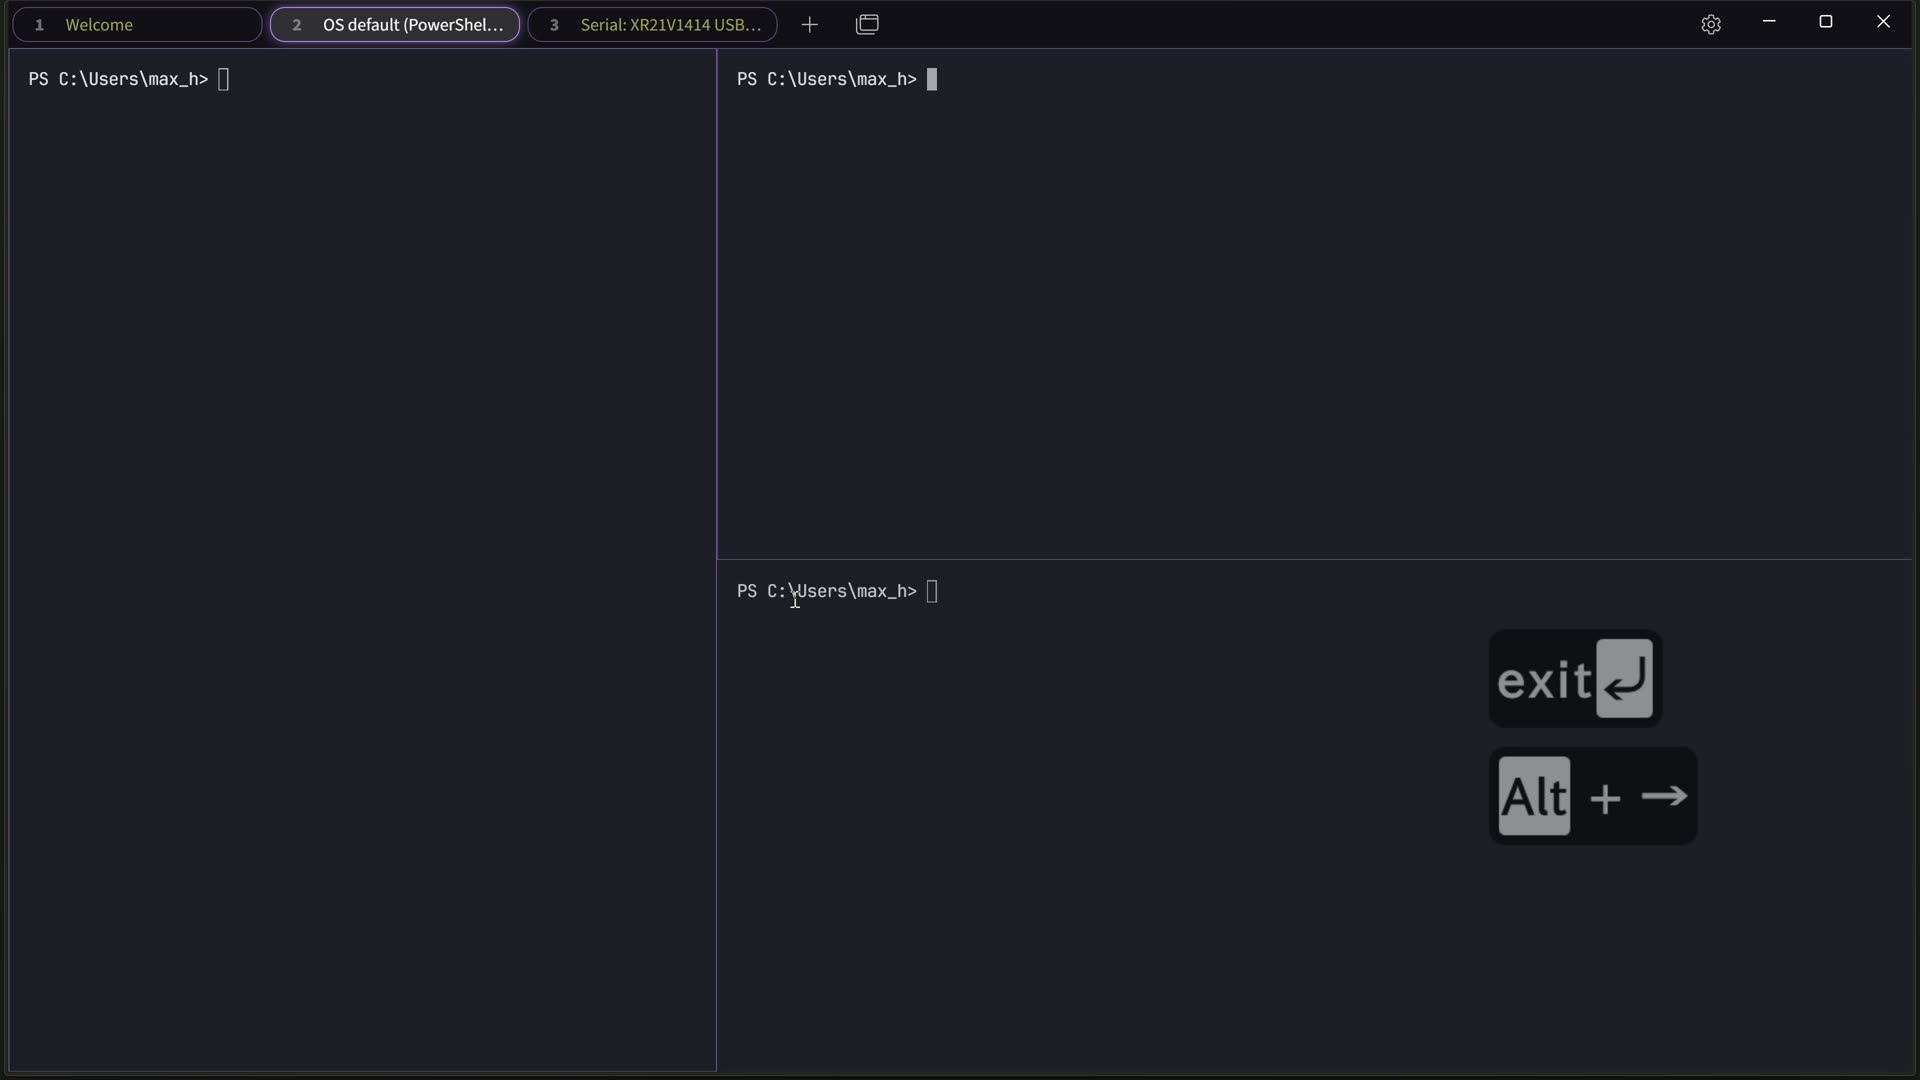 1 Welcome
2 OS default (PowerShel...
3 Serial: XR21V1414 USB...
PS C:\Users\max_h>
PS C:\Users\max_h>
PS C:\Users\max_h>
exit
Alt + →